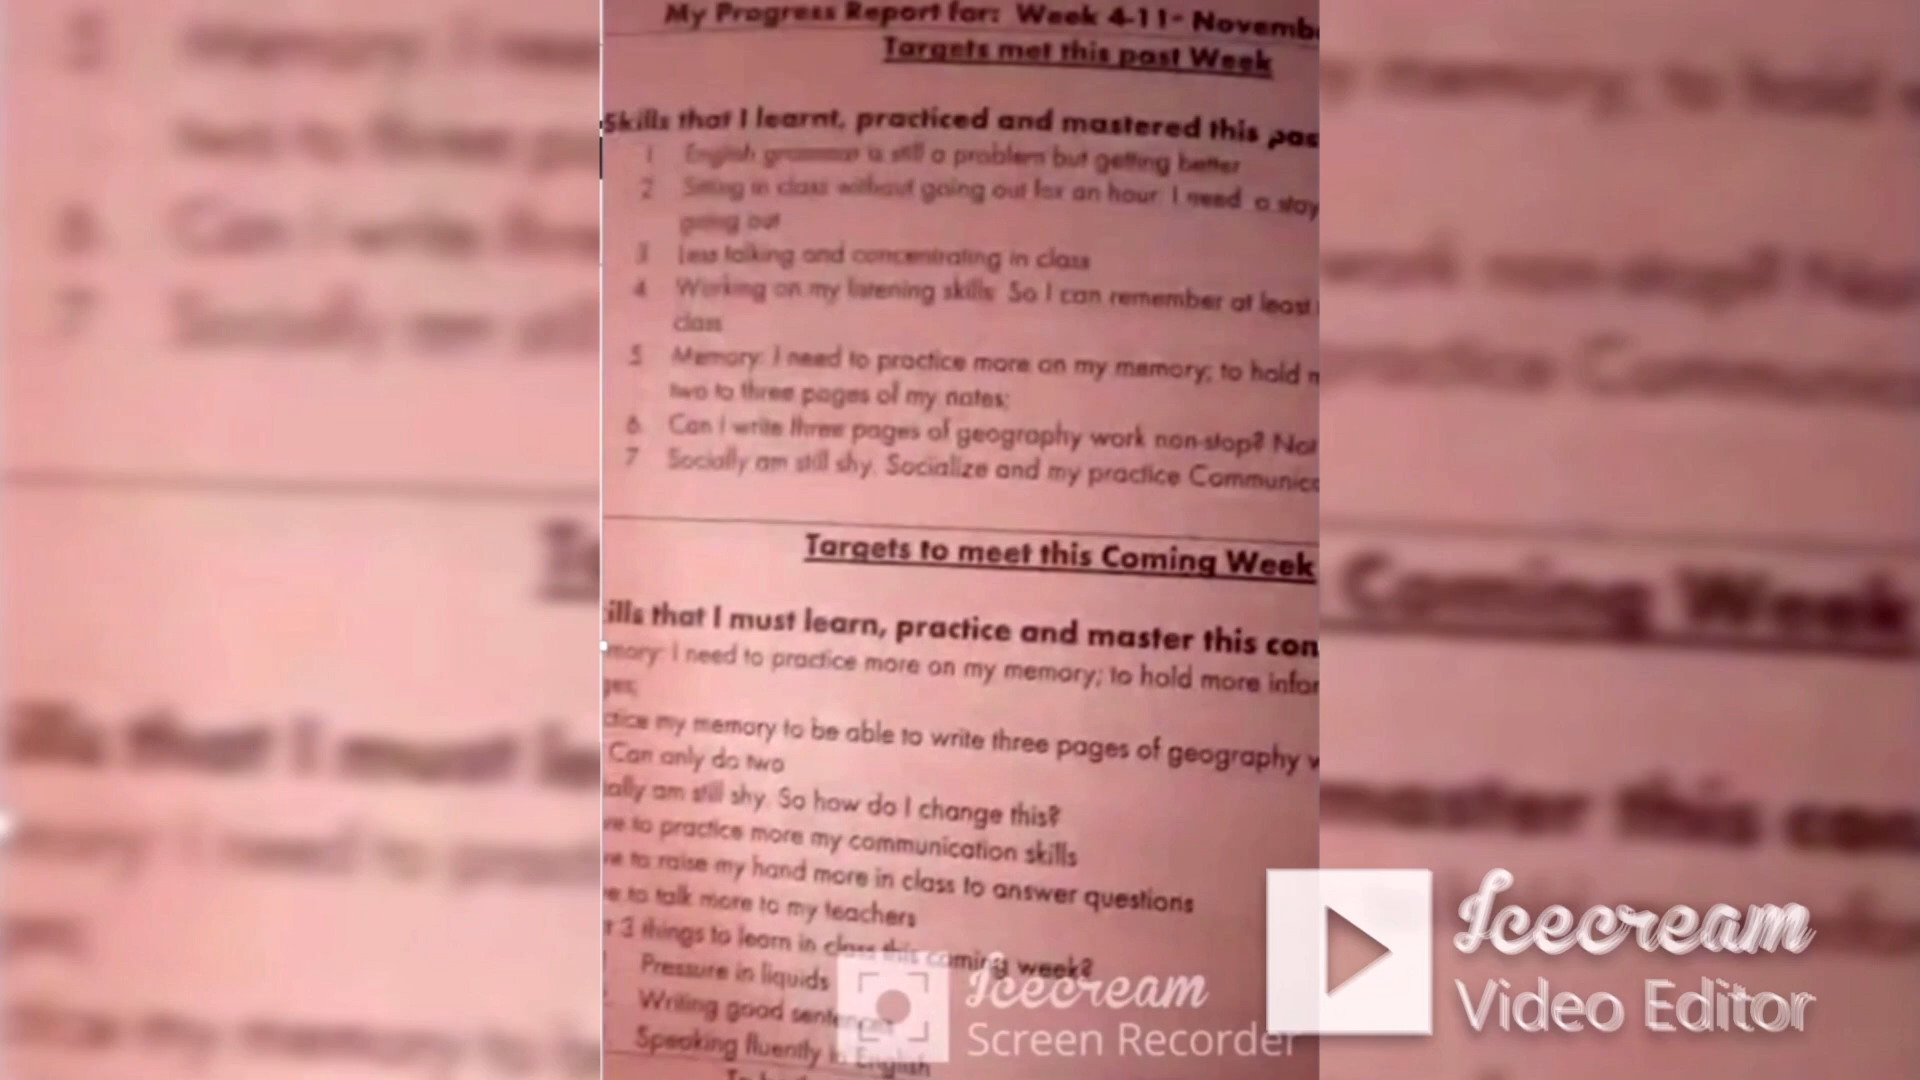 My Progress Report for: Week 4-11- Novemb
Targets met this past Week
Skills that I learnt, practiced and mastered this pas
1 English grammar is still a problem but getting better
2 Sitting in class without going out for an hour. I need a stay
going out
3 Less talking and concentrating in class
4 Working on my listening skills. So I can remember at least
class
5 Memory: I need to practice more on my memory; to hold
two to three pages of my notes:
6. Can I write three pages of geography work non-stop? Not
7 Socially am still shy. Socialize and my practice Communic
Targets to meet this Coming Week
ills that I must learn, practice and master this com
mory: I need to practice more on my memory; to hold more infor
ges;
ctice my memory to be able to write three pages of geography w
Can only do two
ially am still shy. So how do I change this?
ve to practice more my communication skills
ve to raise my hand more in class to answer questions
ve to talk more to my teachers
r 3 things to learn in class this coming week?
Pressure in liquids
Writing good sentences
Speaking fluently in English
Icecream
Screen Recorder
Icecream
Video Editor